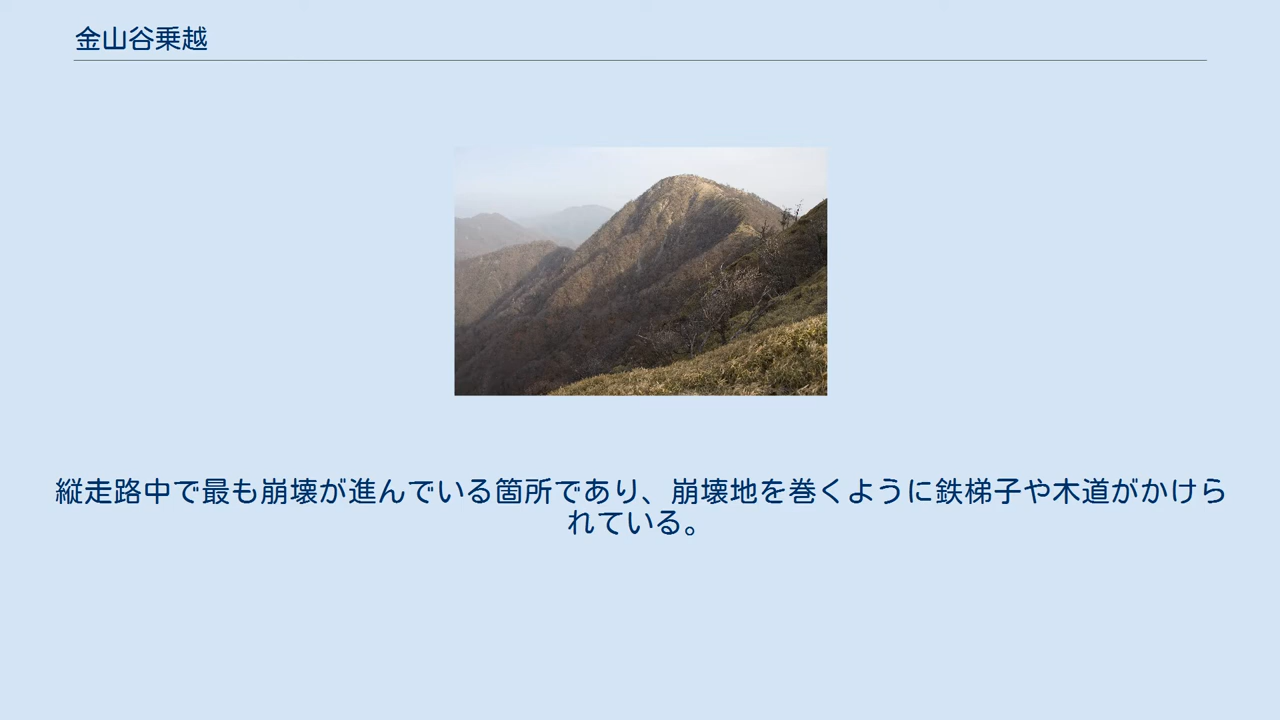 金山谷乗越
縦走路中で最も崩壊が進んでいる箇所であり、崩壊地を巻くように鉄梯子や木道がかけら
れている。